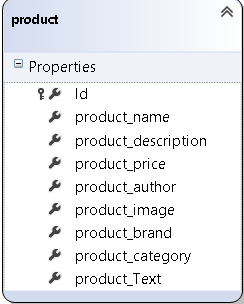 product
Properties
Id
product_name
product_description
product_price
product_author
product_image
product_brand
product_category
product_Text